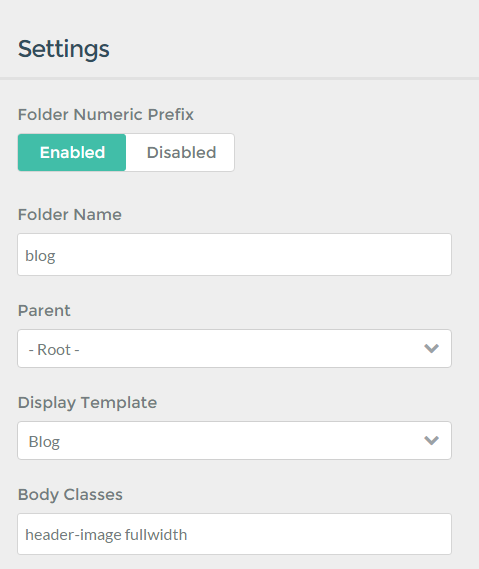 Settings
Folder Numeric Prefix
Enabled Disabled
Folder Name
blog
Parent
- Root -
Display Template
Blog
Body Classes
header-image fullwidth